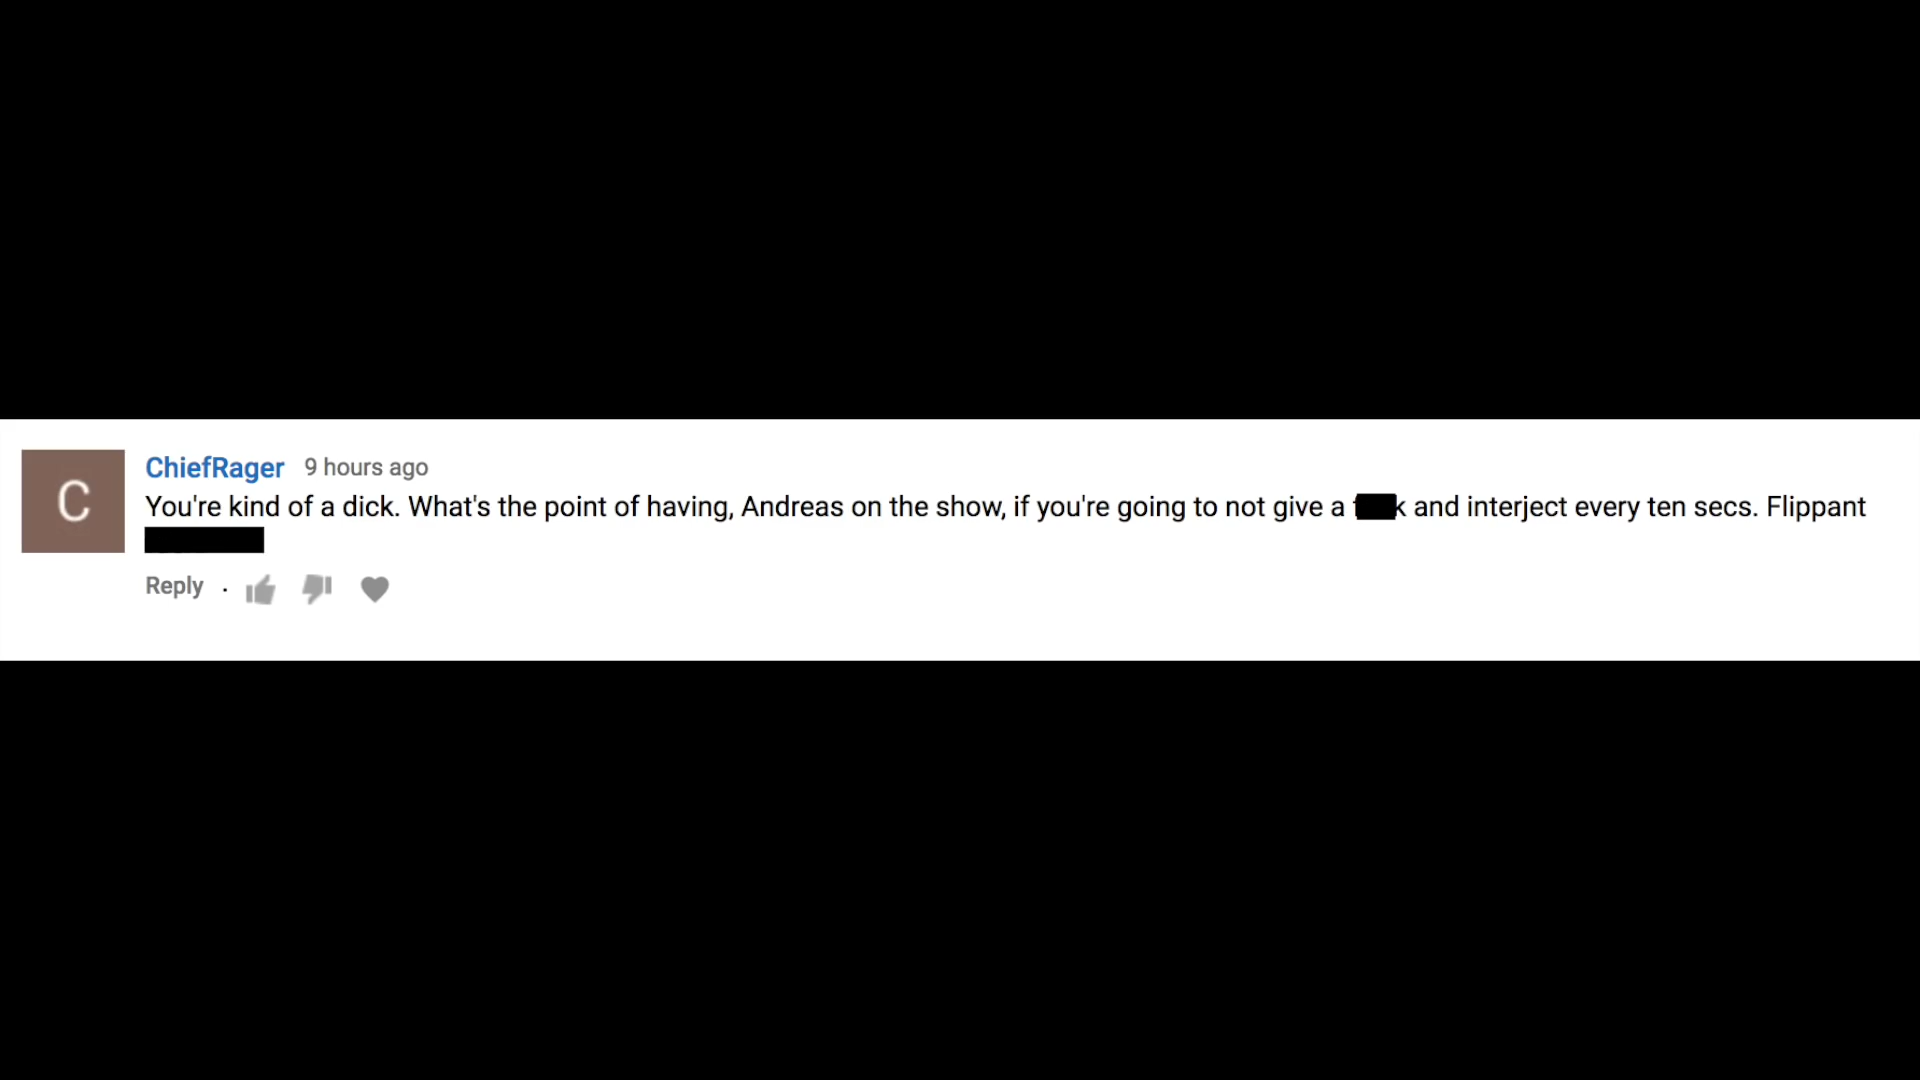 C
ChiefRager 9 hours ago
You're kind of a dick. What's the point of having, Andreas on the show, if you're going to not give a k and interject every ten secs. Flippant
Reply .